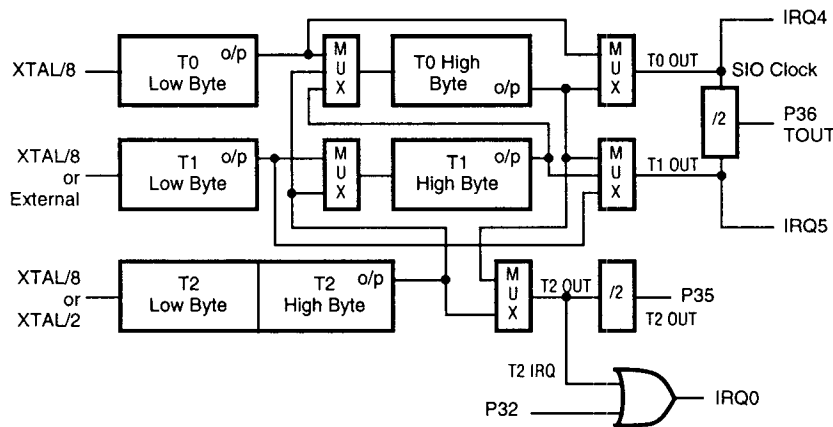 XTAL/8
T0
Low Byte
o/p
M
U
X
T0 High
Byte
o/p
M
U
X
T0 OUT
IRQ4
SIO Clock
/2
P36
TOUT
XTAL/8
or
External
T1
Low Byte
o/p
M
U
X
T1
High Byte
o/p
M
U
X
T1 OUT
IRQ5
XTAL/8
or
XTAL/2
T2
Low Byte
T2
High Byte
o/p
M
U
X
T2 OUT
/2
P35
T2 OUT
T2 IRQ
P32
IRQ0